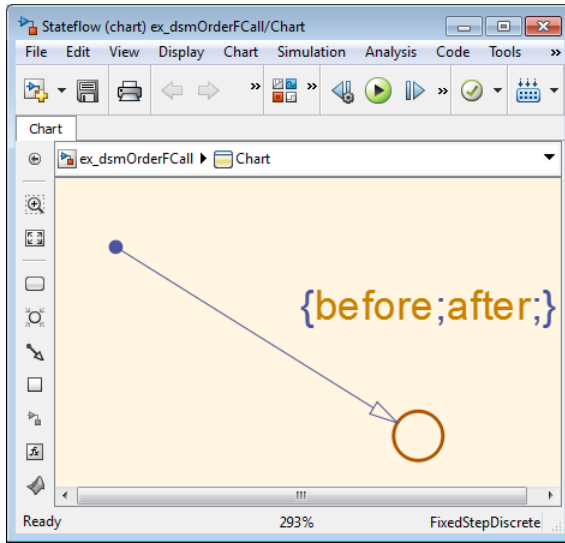 Stateflow (chart) ex_dsmOrderFCall/Chart
File Edit View Display Chart Simulation Analysis Code Tools »
» » »
Chart
ex_dsmOrderFCall Chart
{before;after;}
fx
Ready 293% FixedStepDiscrete